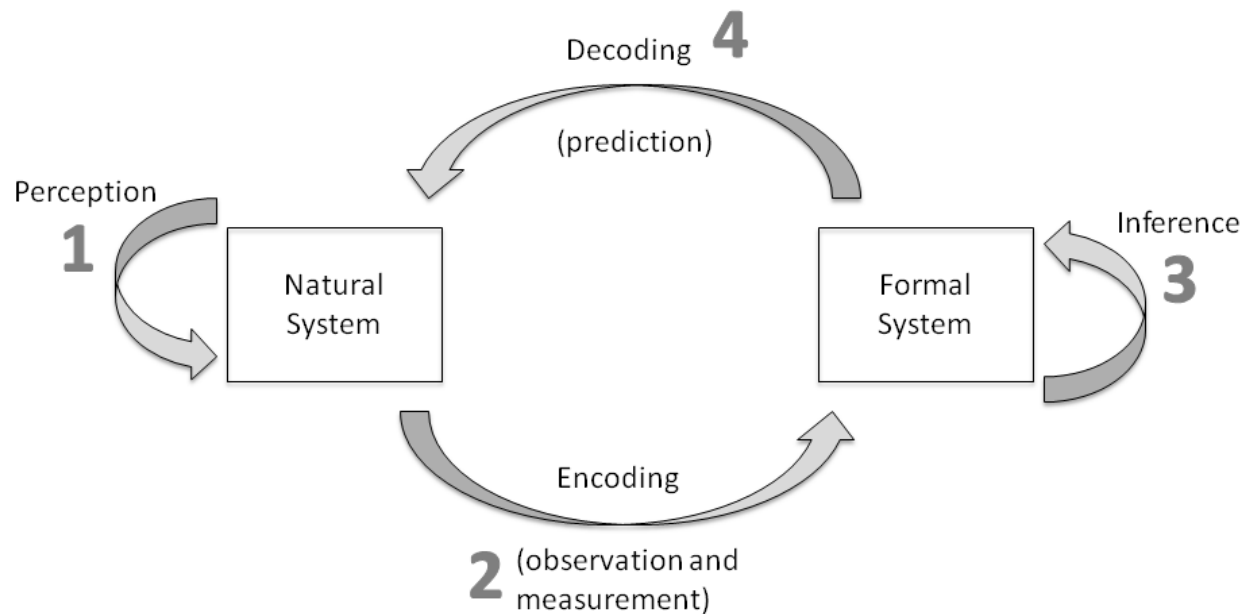 Decoding 4
(prediction)
Perception
1
Inference
3
Natural
System
Formal
System
Encoding
2 (observation and
measurement)